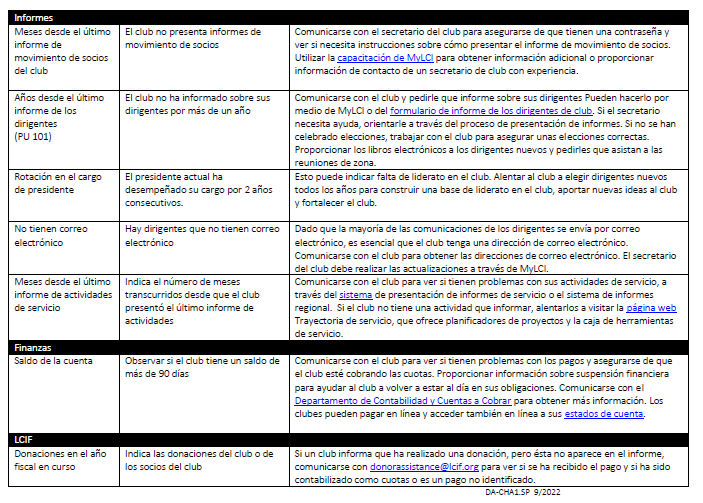 Informes
Meses desde el último informe de movimiento de socios del club
El club no presenta informes de movimiento de socios
Comunicarse con el secretario del club para asegurarse de que tienen una contraseña y
ver si necesita instrucciones sobre cómo presentar el informe de movimiento de socios.
Utilizar la capacitación de MyLCI para obtener información adicional o proporcionar
información de contacto de un secretario de club con experiencia.
Años desde el último informe de los dirigentes
(PU 101)
El club no ha informado sobre sus dirigentes por más de un año
Comunicarse con el club y pedirle que informe sobre sus dirigentes Pueden hacerlo por
medio de MyLCI o del formulario de informe de los dirigentes de club. Si el secretario
necesita ayuda, orientarle a través del proceso de presentación de informes. Si no se han
celebrado elecciones, trabajar con el club para asegurar unas elecciones correctas.
Proporcionar los libros electrónicos a los dirigentes nuevos y pedirles que asistan a las
reuniones de zona.
Rotación en el cargo de presidente
El presidente actual ha desempeñado su cargo por 2 años consecutivos.
Esto puede indicar falta de liderato en el club. Alentar al club a elegir dirigentes nuevos
todos los años para construir una base de liderato en el club, aportar nuevas ideas al club
y fortalecer el club.
No tienen correo electrónico
Hay dirigentes que no tienen correo electrónico
Dado que la mayoría de las comunicaciones de los dirigentes se envía por correo
electrónico, es esencial que el club tenga una dirección de correo electrónico.
Comunicarse con el club para obtener las direcciones de correo electrónico. El secretario
del club debe realizar las actualizaciones a través de MyLCI.
Meses desde el último informe de actividades de servicio
Indica el número de meses transcurridos desde que el club presentó el último informe de actividades
Comunicarse con el club para ver si tienen problemas con sus actividades de servicio, a
través del sistema de presentación de informes de servicio o el sistema de informes
regional. Si el club no tiene una actividad que informar, alentarlos a visitar la página web
Trayectoria de servicio, que ofrece planificadores de proyectos y la caja de herramientas
de servicio.
Finanzas
Saldo de la cuenta
Observar si el club tiene un saldo de más de 90 días
Comunicarse con el club para ver si tienen problemas con los pagos y asegurarse de que
el club esté cobrando las cuotas. Proporcionar información sobre suspensión financiera
para ayudar al club a volver a estar al día en sus obligaciones. Comunicarse con el
Departamento de Contabilidad y Cuentas a Cobrar para obtener más información. Los
clubes pueden pagar en línea y acceder también en línea a sus estados de cuenta.
LCIF
Donaciones en el año fiscal en curso
Indica las donaciones del club o de los socios del club
Si un club informa que ha realizado una donación, pero ésta no aparece en el informe,
comunicarse con donorassistance@lcif.org para ver si se ha recibido el pago y si ha sido
contabilizado como cuotas o es un pago no identificado.
DA-CHA1.SP 9/2022